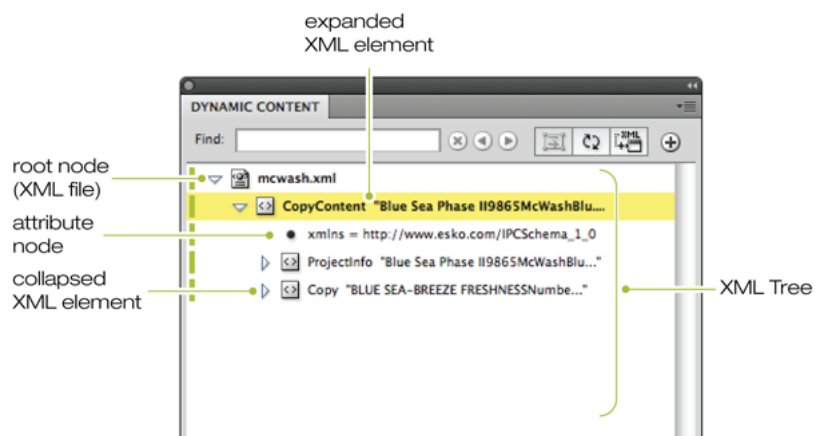 expanded
XML element
DYNAMIC CONTENT
Find:
XML
root node
(XML file)
mcwash.xml
CopyContent "Blue Sea Phase II9865McWashBlu....
attribute
node
xmlns = http://www.esko.com/IPCSchema_1_0
ProjectInfo "Blue Sea Phase II9865McWashBlu..."
collapsed
XML element
Copy "BLUE SEA-BREEZE FRESHNESSNumbe..."
XML Tree